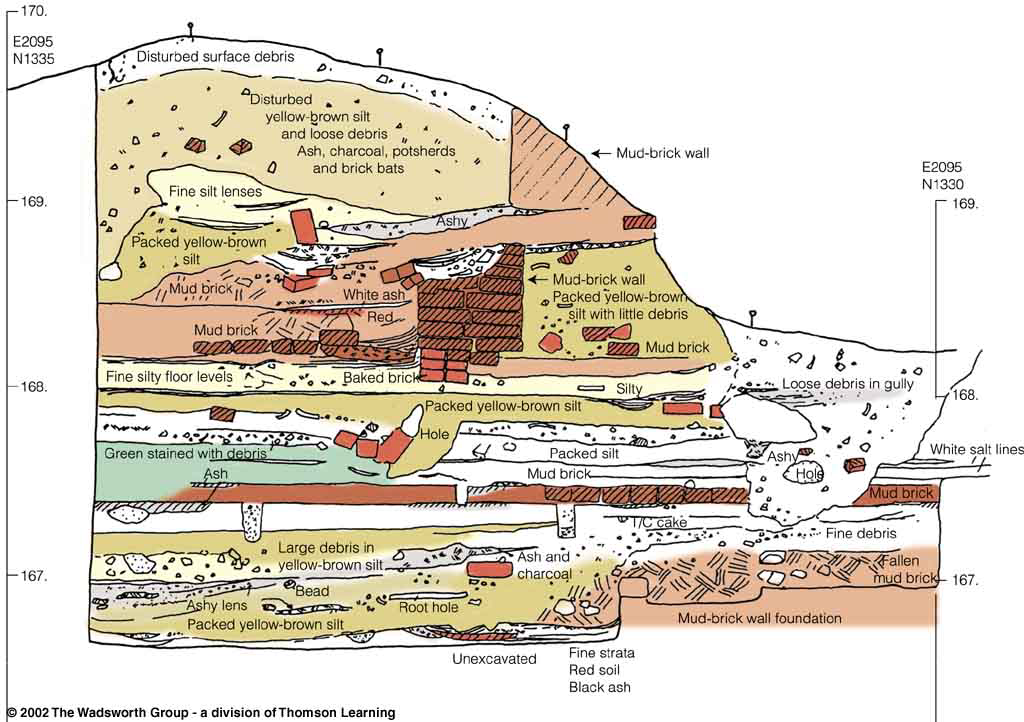 170.
E2095
N1335
Disturbed surface debris
Disturbed
yellow-brown silt
and loose debris
Ash, charcoal, potsherds
and brick bats
Mud-brick wall
E2095
N1330
169.
169.
Fine silt lenses
Ashy
Packed yellow-brown
silt
Mud brick
White ash
Red
Mud-brick wall
Packed yellow-brown
silt with little debris
Mud brick
Mud brick
168.
Fine silty floor levels
Baked brick
Silty
Loose debris in gully
168.
Packed yellow-brown silt
Hole
Green stained with debris
Packed silt
Ashy
White salt lines
Ash
Mud brick
Hole
Mud brick
T/C cake
Fine debris
Large debris in
yellow-brown silt
Ash and
charcoal
Fallen
mud brick
167.
167.
Bead
Ashy lens
Root hole
Packed yellow-brown silt
Mud-brick wall foundation
Unexcavated
Fine strata
Red soil
Black ash
© 2002 The Wadsworth Group - a division of Thomson Learning